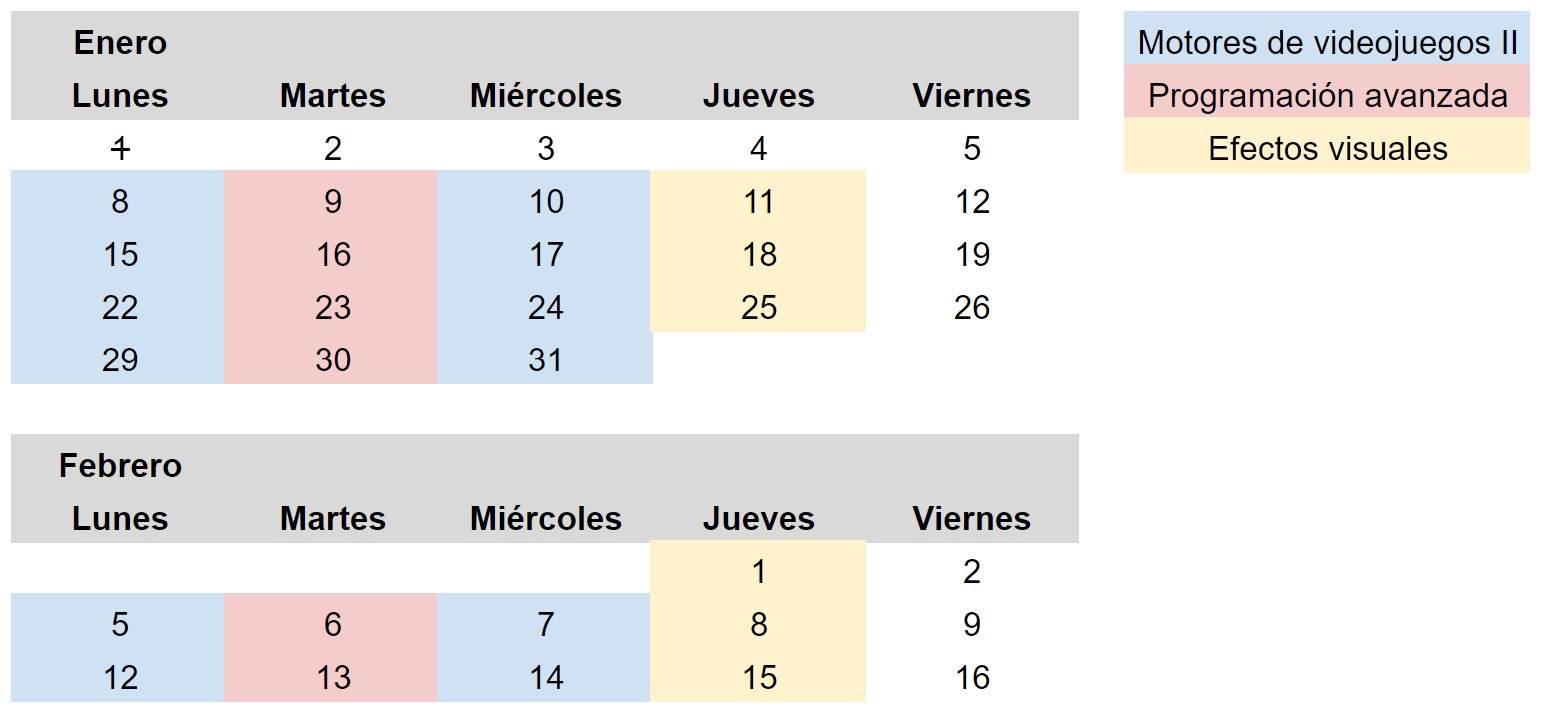 Enero
Lunes Martes Miércoles Jueves Viernes
1 2 3 4 5
8 9 10 11 12
15 16 17 18 19
22 23 24 25 26
29 30 31
Febrero
Lunes Martes Miércoles Jueves Viernes
1 2
5 6 7 8 9
12 13 14 15 16
Motores de videojuegos II
Programación avanzada
Efectos visuales